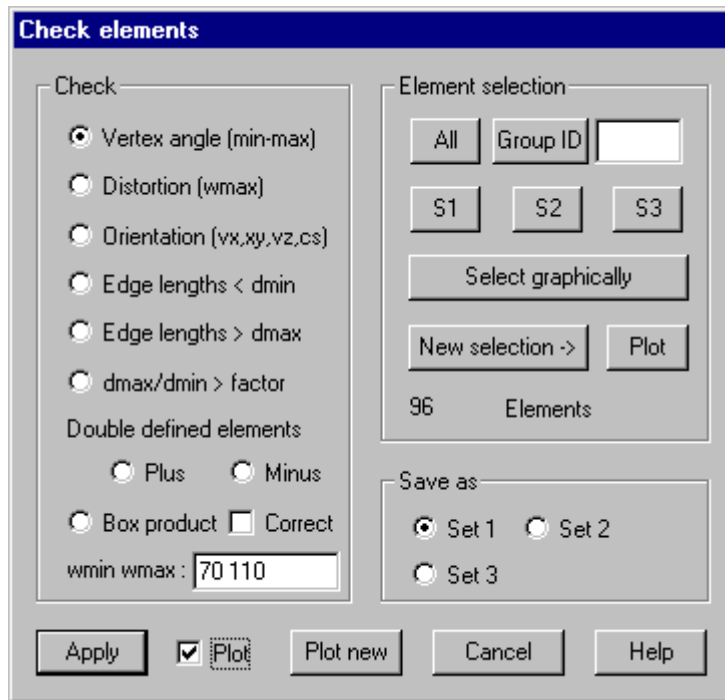 Check elements
Check
Vertex angle (min-max)
Distortion (wmax)
Orientation (vx,xy,vz,cs)
Edge lengths < dmin
Edge lengths > dmax
dmax/dmin > factor
Double defined elements
Plus Minus
Box product Correct
wmin wmax : 70 110
Element selection
All Group ID
S1 S2 S3
Select graphically
New selection -> Plot
96 Elements
Save as
Set 1 Set 2
Set 3
Apply Plot Plot new Cancel Help